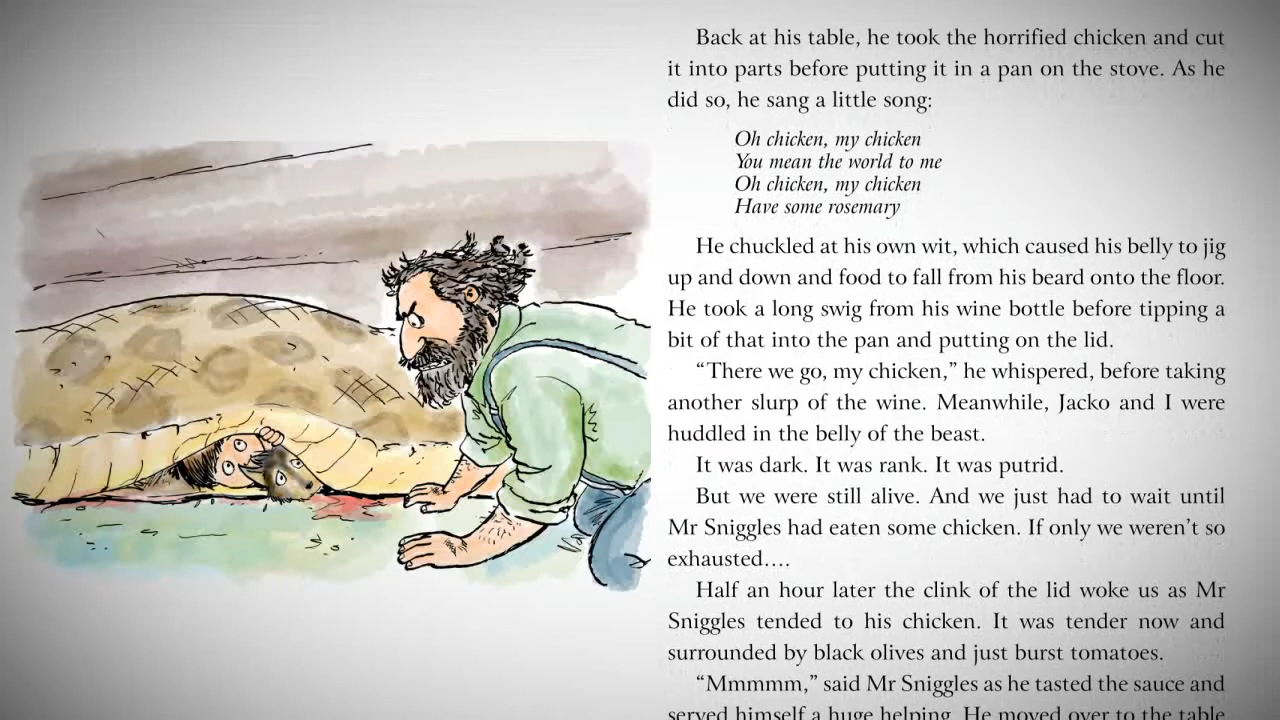 Back at his table, he took the horrified chicken and cut
it into parts before putting it in a pan on the stove. As he
did so, he sang a little song:
Oh chicken, my chicken
You mean the world to me
Oh chicken, my chicken
Have some rosemary
He chuckled at his own wit, which caused his belly to jig
up and down and food to fall from his beard onto the floor.
He took a long swig from his wine bottle before tipping a
bit of that into the pan and putting on the lid.
“There we go, my chicken,” he whispered, before taking
another slurp of the wine. Meanwhile, Jacko and I were
huddled in the belly of the beast.
It was dark. It was rank. It was putrid.
But we were still alive. And we just had to wait until
Mr Sniggles had eaten some chicken. If only we weren’t so
exhausted….
Half an hour later the clink of the lid woke us as Mr
Sniggles tended to his chicken. It was tender now and
surrounded by black olives and just burst tomatoes.
“Mmmmm,” said Mr Sniggles as he tasted the sauce and
served himself a huge helping. He moved over to the table